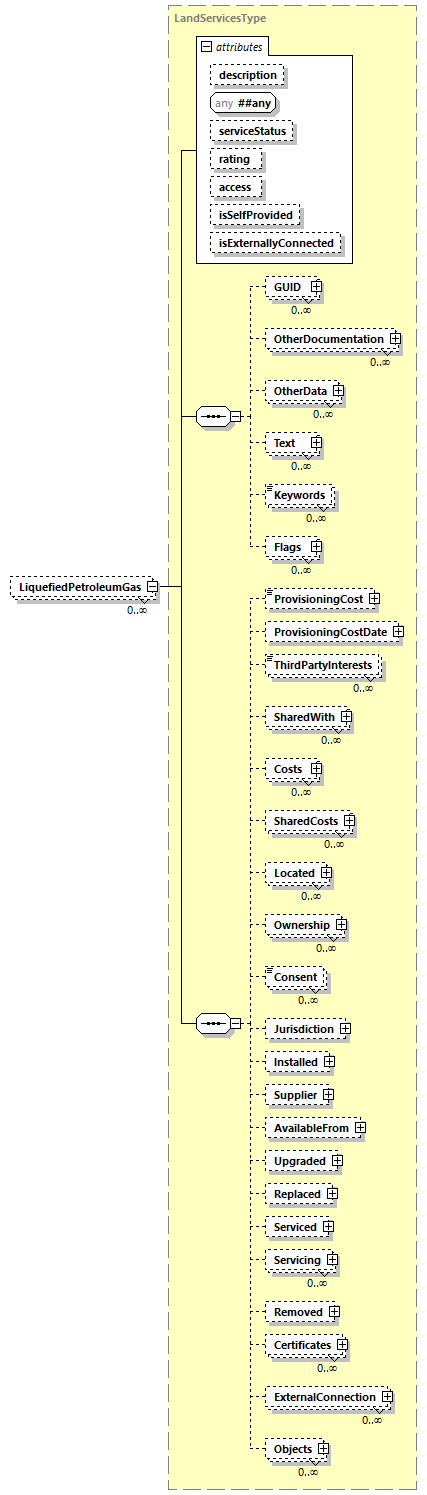 LandServicesType
attributes
description
any ##any
serviceStatus
rating
access
isSelfProvided
isExternallyConnected
GUID
0..∞
OtherDocumentation
0..∞
OtherData
0..∞
Text
0..∞
Keywords
0..∞
Flags
0..∞
LiquefiedPetroleumGas
0..∞
ProvisioningCost
ProvisioningCostDate
ThirdPartyInterests
0..∞
SharedWith
0..∞
Costs
0..∞
SharedCosts
0..∞
Located
0..∞
Ownership
0..∞
Consent
0..∞
Jurisdiction
Installed
Supplier
AvailableFrom
Upgraded
Replaced
Serviced
Servicing
0..∞
Removed
Certificates
0..∞
ExternalConnection
0..∞
Objects
0..∞